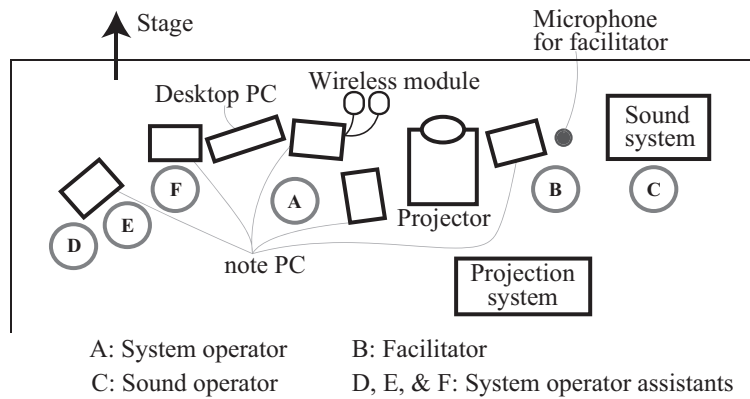 Stage
Microphone
for facilitator
Wireless module
Desktop PC
Sound
system
F
A
B
C
E
D
Projector
note PC
Projection
system
A: System operator
B: Facilitator
C: Sound operator
D, E, & F: System operator assistants